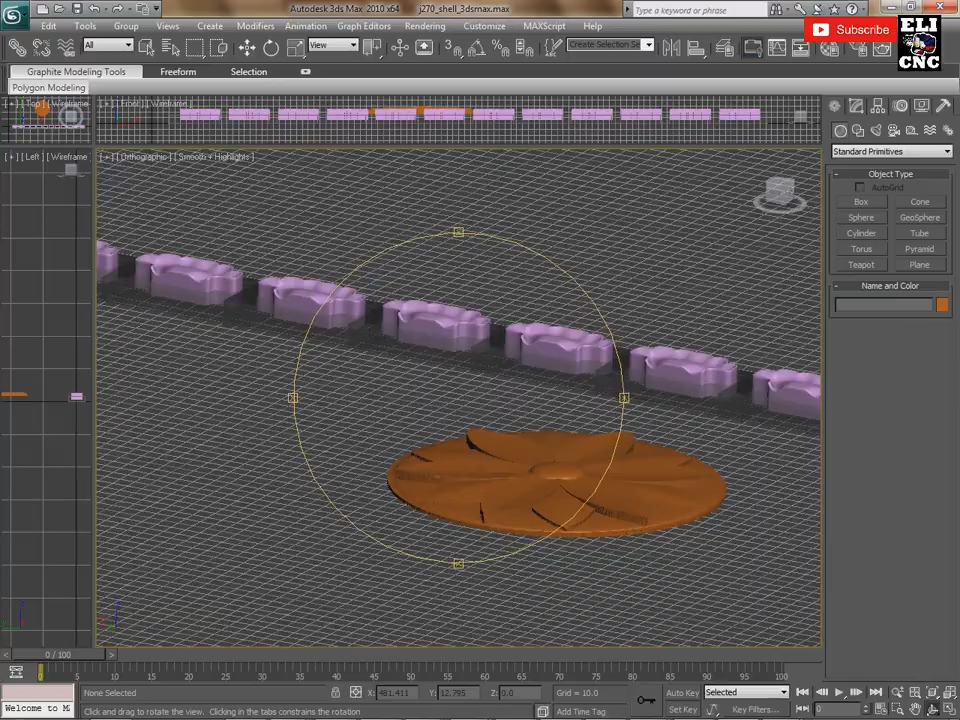 Autodesk 3ds Max 2010 x64
j270_shell_3dsrmax.max
Type a keyword or phrase
Edit Tools Group Views Create Modifiers Animation Graph Editors Rendering Customize MAXScript Help
Subscribe
ELI
CNC
All
View
Create Selection Se
Graphite Modeling Tools Freeform Selection
Polygon Modeling
[ + ] Top | Wireframe
[ + ] Front | Wireframe ]
[ + ] Left | Wireframe
[ + ] Orthographic | Smooth + Highlights ]
Standard Primitives
Object Type
AutoGrid
Box Cone
Sphere GeoSphere
Cylinder Tube
Torus Pyramid
Teapot Plane
Name and Color
0 / 100
0 5 10 15 20 25 30 35 40 45 50 55 60 65 70 75 80 85 90 95 100
None Selected
X: 481.411 Y: 12.795 Z: 0.0
Grid = 10.0
Auto Key
Selected
Welcome to M
Click and drag to rotate the view. Clicking in the tabs constrains the rotation
Add Time Tag
Set Key
Key Filters...
0